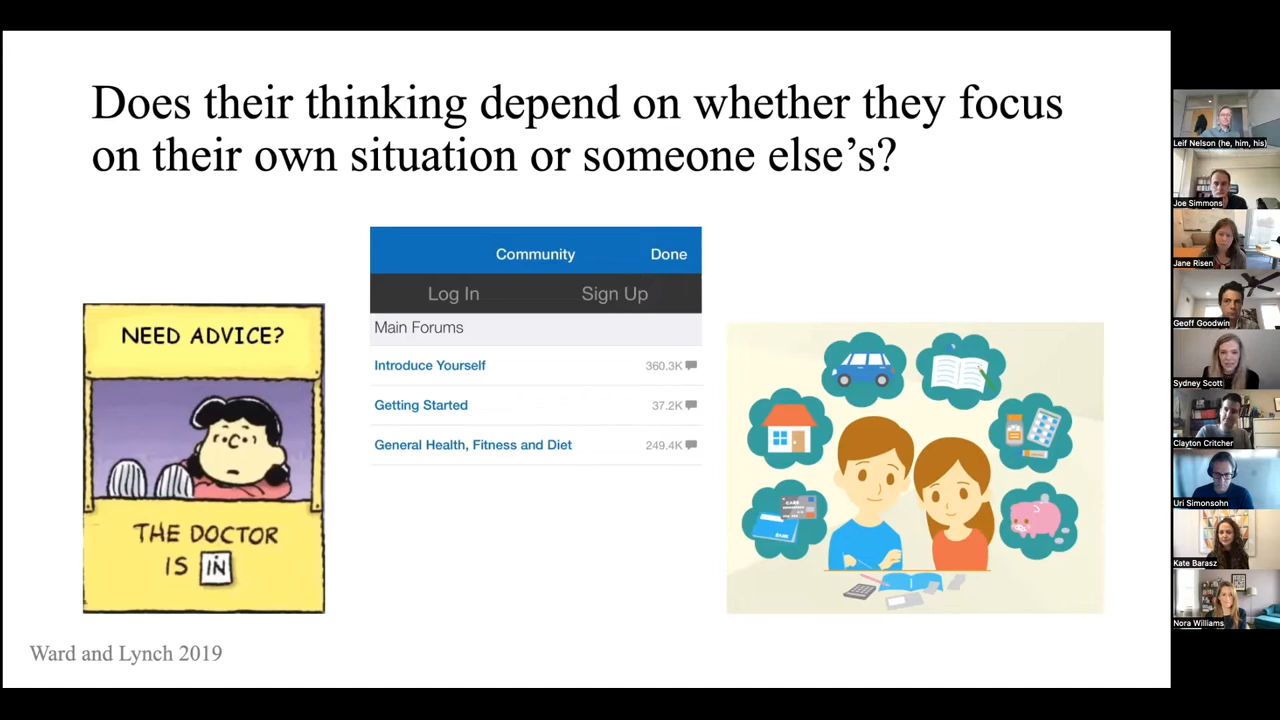 Does their thinking depend on whether they focus
on their own situation or someone else’s?
NEED ADVICE?
THE DOCTOR
IS IN
Community Done
Log In Sign Up
Main Forums
Introduce Yourself 360.3K
Getting Started 37.2K
General Health, Fitness and Diet 249.4K
BANK
Ward and Lynch 2019
Leif Nelson (he, him, his)
Joe Simmons
Jane Risen
Geoff Goodwin
Sydney Scott
Clayton Critcher
Uri Simonsohn
Kate Barasz
Nora Williams